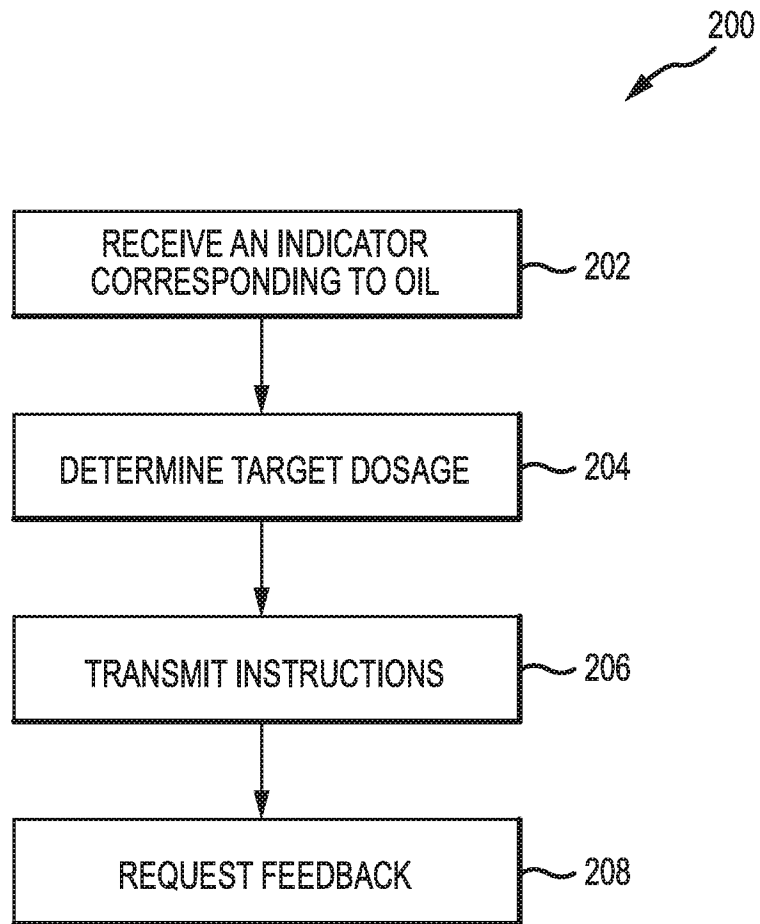 200
RECEIVE AN INDICATOR
CORRESPONDING TO OIL
202
DETERMINE TARGET DOSAGE
204
TRANSMIT INSTRUCTIONS
206
REQUEST FEEDBACK
208